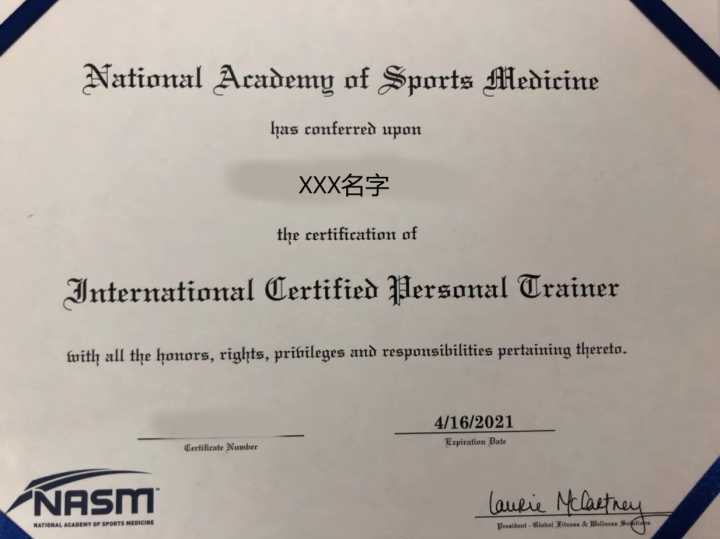 National Academy of Sports Medicine
has conferred upon
XXX名字
the certification of
International Certified Personal Trainer
with all the honors, rights, privileges and responsibilities pertaining thereto.
4/16/2021
Certificate Number
Expiration Date
NASM™
NATIONAL ACADEMY OF SPORTS MEDICINE
Laurie McCartney
President - Global Fitness & Wellness Solutions